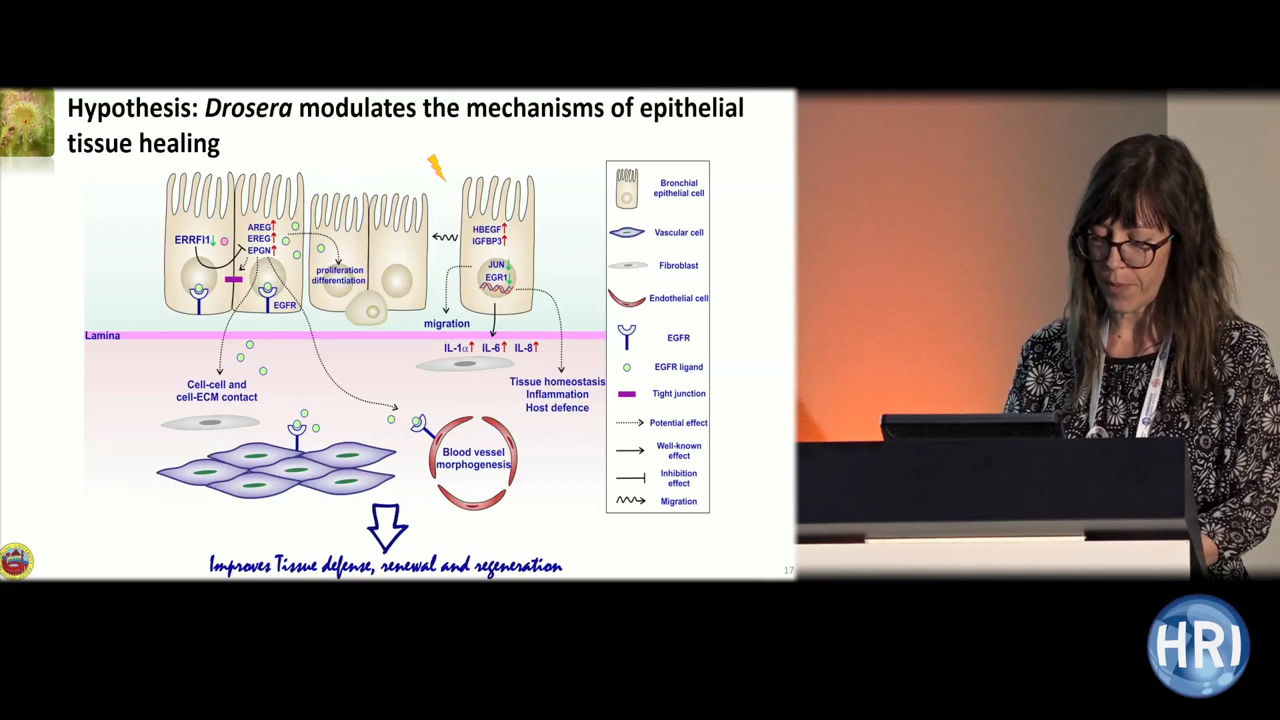 Hypothesis: Drosera modulates the mechanisms of epithelial
tissue healing
ERRFI1↓
AREG↑
EREG↑
EPGN↑
EGFR
proliferation
differentiation
HBEGF↑
IGFBP3↑
JUN↓
EGR1↓
migration
Lamina
IL-1α↑ IL-6↑ IL-8↑
Cell-cell and
cell-ECM contact
Tissue homeostasis
Inflammation
Host defence
Blood vessel
morphogenesis
Bronchial
epithelial cell
Vascular cell
Fibroblast
Endothelial cell
EGFR
EGFR ligand
Tight junction
Potential effect
Well-known
effect
Inhibition
effect
Migration
Improves Tissue defense, renewal and regeneration
17
HRI